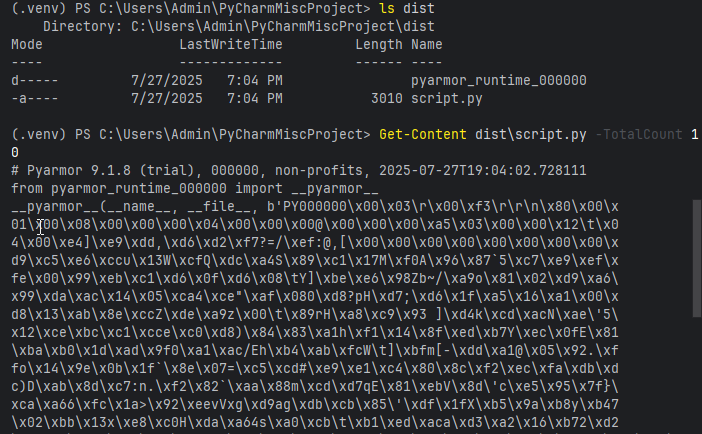 (.venv) PS C:\Users\Admin\PyCharmMiscProject> ls dist
    Directory: C:\Users\Admin\PyCharmMiscProject\dist
Mode                 LastWriteTime         Length Name
----                 -------------         ------ ----
d-----         7/27/2025   7:04 PM                pyarmor_runtime_000000
-a----         7/27/2025   7:04 PM           3010 script.py
(.venv) PS C:\Users\Admin\PyCharmMiscProject> Get-Content dist\script.py -TotalCount 1
0
# Pyarmor 9.1.8 (trial), 000000, non-profits, 2025-07-27T19:04:02.728111
from pyarmor_runtime_000000 import __pyarmor__
__pyarmor__(__name__, __file__, b'PY000000\x00\x03\r\x00\xf3\r\r\n\x80\x00\x
01\x00\x08\x00\x00\x00\x04\x00\x00\x00@\x00\x00\x00\xa5\x03\x00\x00\x12\t\x0
4\x00\xe4]\xe9\xdd,\xd6\xd2\xf7?=/\xef:@,[\x00\x00\x00\x00\x00\x00\x00\x00\x
d9\xc5\xe6\xccu\x13W\xcfQ\xdc\xa4S\x89\xc1\x17M\xf0A\x96\x87`5\xc7\xe9\xef\x
fe\x00\x99\xeb\xc1\xd6\x0f\xd6\x08\tY]\xbe\xe6\x98Zb~/\xa9o\x81\x02\xd9\xa6\
x99\xda\xac\x14\x05\xca4\xce"\xaf\x080\xd8?pH\xd7;\xd6\x1f\xa5\x16\xa1\x00\x
d8\x13\xab\x8e\xccZ\xde\xa9z\x00\t\x89rH\xa8\xc9\x93 ]\xd4k\xcd\xacN\xae\'5\
x12\xce\xbc\xc1\xcce\xc0\xd8)\x84\x83\xa1h\xf1\x14\x8f\xed\xb7Y\xec\x0fE\x81
\xba\xb0\x1d\xad\x9f0\xa1\xac/Eh\xb4\xab\xfcW\t]\xbfm[-\xdd\xa1@\x05\x92.\xf
fo\x14\x9e\x0b\x1f`\x8e\x07=\xc5\xcd#\xe9\xe1\xc4\x80\x8c\xf2\xec\xfa\xdb\xd
c)D\xab\x8d\xc7:n.\xf2\x82`\xaa\x88m\xcd\xd7qE\x81\xebV\x8d\'c\xe5\x95\x7f}\
xca\xa66\xfc\x1a>\x92\xeevVxg\xd9ag\xdb\xcb\x85\'\xdf\x1fX\xb5\x9a\xb8y\xb47
\x02\xbb\x13x\xe8\xc0H\xda\xa64s\xa0\xcb\t\xb1\xed\xaca\xd3\xa2\x16\xb72\xd2